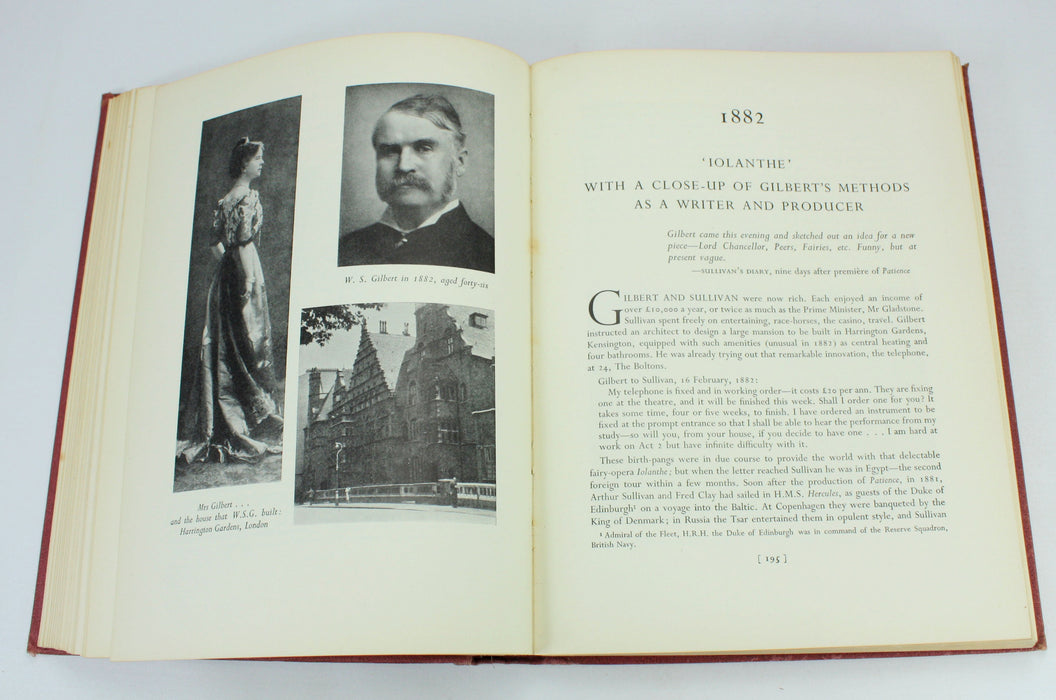 W. S. Gilbert in 1882, aged forty-six
Mrs Gilbert . . .
and the house that W.S.G. built:
Harrington Gardens, London
1882
‘IOLANTHE’
WITH A CLOSE-UP OF GILBERT’S METHODS
AS A WRITER AND PRODUCER
Gilbert came this evening and sketched out an idea for a new
piece—Lord Chancellor, Peers, Fairies, etc. Funny, but at
present vague.
—SULLIVAN’S DIARY, nine days after première of Patience
GILBERT AND SULLIVAN were now rich. Each enjoyed an income of
over £10,000 a year, or twice as much as the Prime Minister, Mr Gladstone.
Sullivan spent freely on entertaining, race-horses, the casino, travel. Gilbert
instructed an architect to design a large mansion to be built in Harrington Gardens,
Kensington, equipped with such amenities (unusual in 1882) as central heating and
four bathrooms. He was already trying out that remarkable innovation, the telephone,
at 24, The Boltons.
Gilbert to Sullivan, 16 February, 1882:
My telephone is fixed and in working order—it costs £20 per ann. They are fixing
one at the theatre, and it will be finished this week. Shall I order one for you? It
takes some time, four or five weeks, to finish. I have ordered an instrument to be
fixed at the prompt entrance so that I shall be able to hear the performance from my
study—so will you, from your house, if you decide to have one . . . I am hard at
work on Act 2 but have infinite difficulty with it.
These birth-pangs were in due course to provide the world with that delectable
fairy-opera Iolanthe; but when the letter reached Sullivan he was in Egypt—the second
foreign tour within a few months. Soon after the production of Patience, in 1881,
Arthur Sullivan and Fred Clay had sailed in H.M.S. Hercules, as guests of the Duke of
Edinburgh¹ on a voyage into the Baltic. At Copenhagen they were banqueted by the
King of Denmark; in Russia the Tsar entertained them in opulent style, and Sullivan
¹ Admiral of the Fleet, H.R.H. the Duke of Edinburgh was in command of the Reserve Squadron,
British Navy.
[ 195 ]